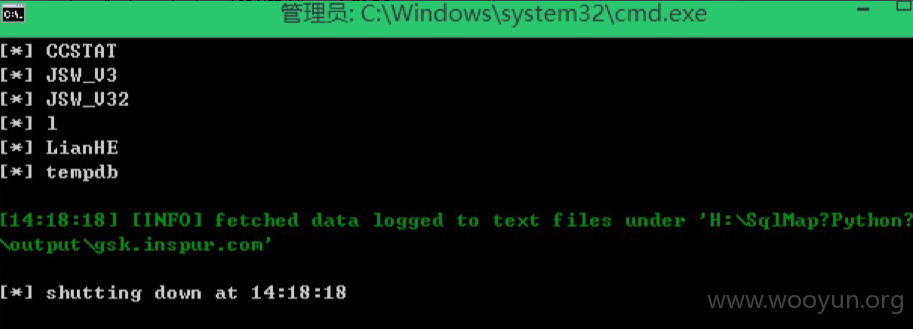 管理员: C:\Windows\system32\cmd.exe
[*] CCSTAT
[*] JSW_V3
[*] JSW_V32
[*] l
[*] LianHE
[*] tempdb
[14:18:18] [INFO] fetched data logged to text files under 'H:\SqlMap?Python?
\output\gsk.inspur.com'
[*] shutting down at 14:18:18
www.wooyun.org